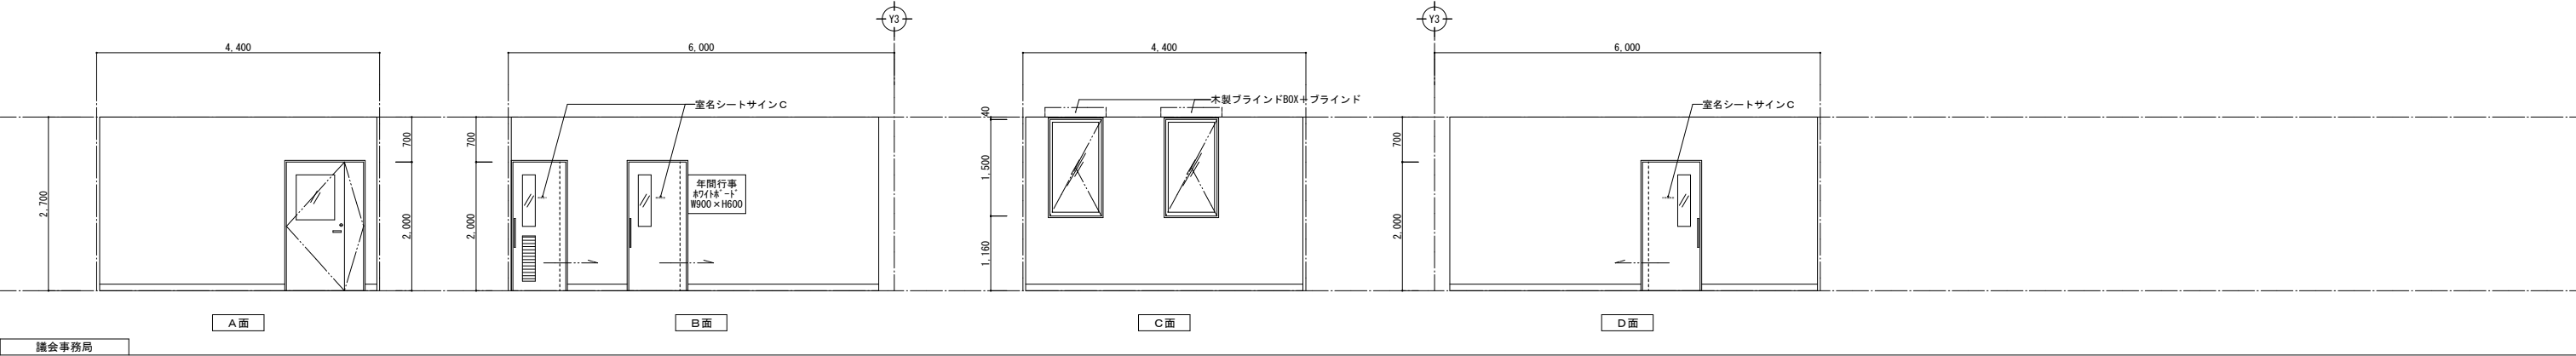 Y3
Y3
4,400
6,000
4,400
6,000
室名シートサインC
木製ブラインドBOX+ブラインド
室名シートサインC
2,700
700
2,000
700
2,000
年間行事
ホワイトボード
W900×H600
40
1,500
1,160
700
2,000
A面
B面
C面
D面
議会事務局